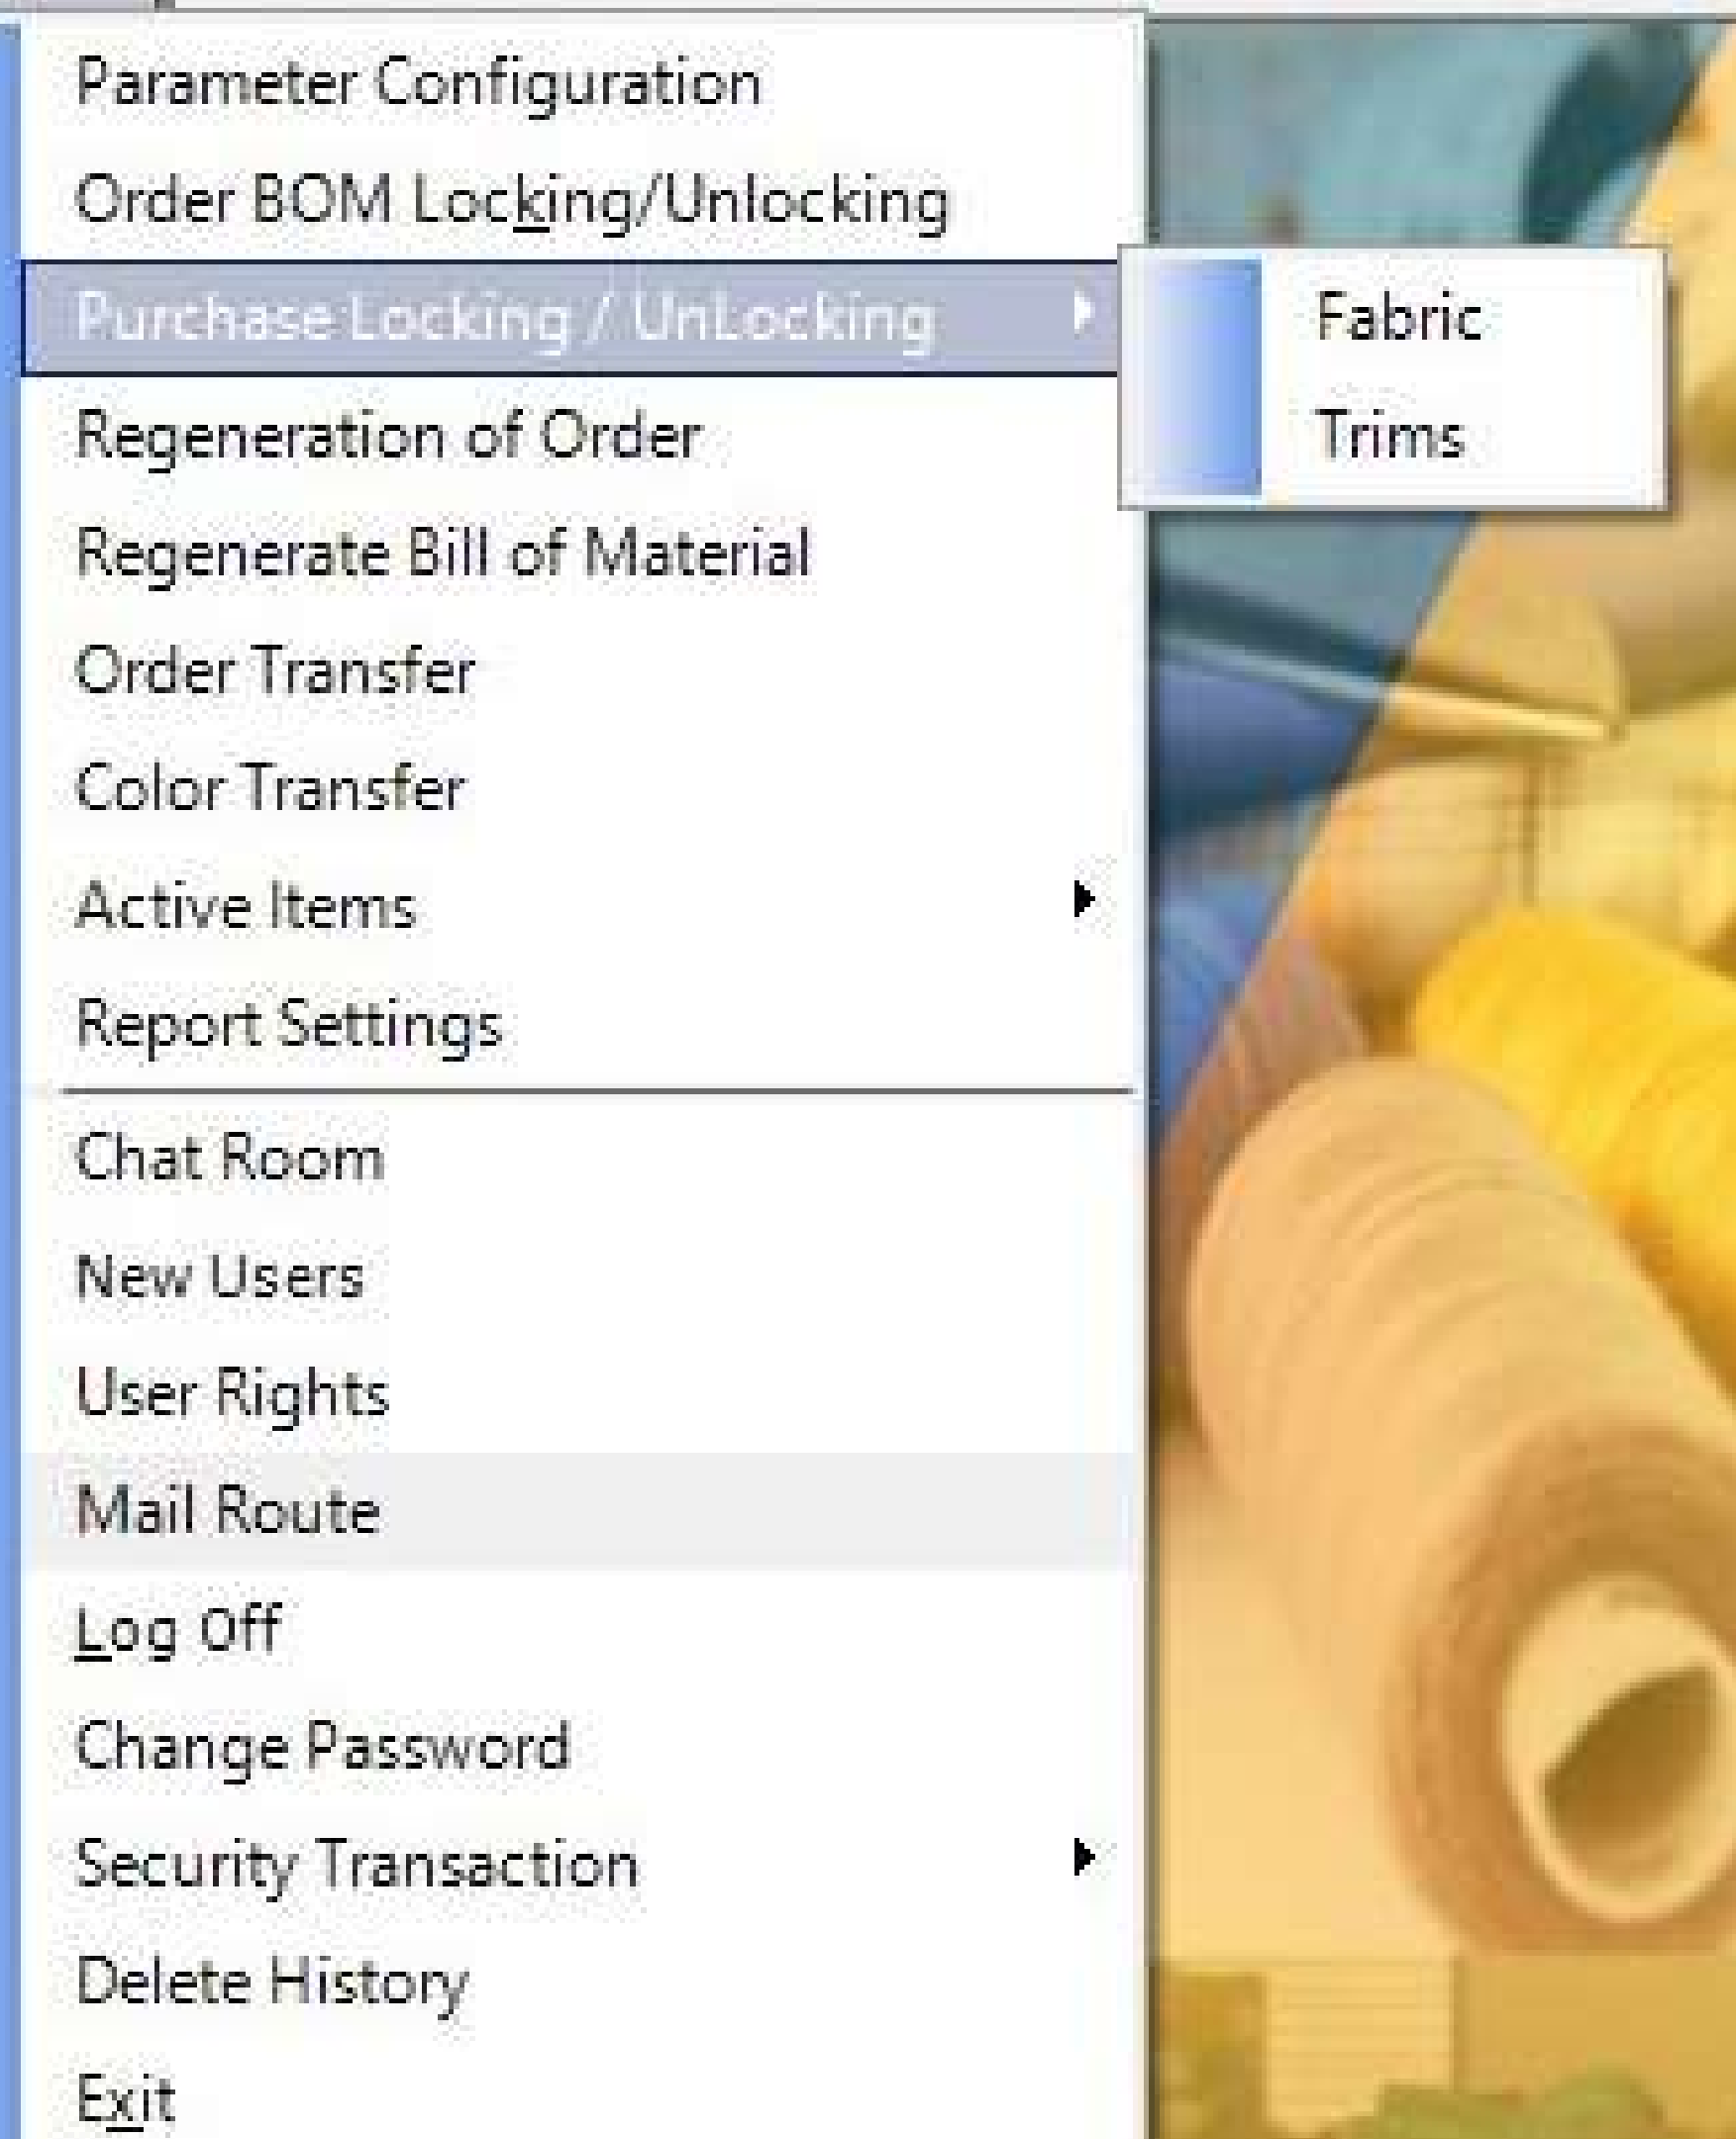 Parameter Configuration
Order BOM Locking/Unlocking
Purchase Locking / UnLocking
Fabric
Trims
Regeneration of Order
Regenerate Bill of Material
Order Transfer
Color Transfer
Active Items
Report Settings
Chat Room
New Users
User Rights
Mail Route
Log Off
Change Password
Security Transaction
Delete History
Exit